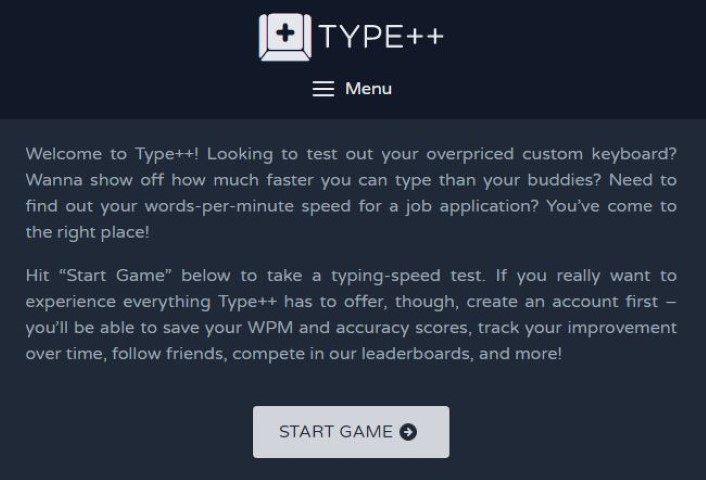 TYPE++
Menu
Welcome to Type++! Looking to test out your overpriced custom keyboard?
Wanna show off how much faster you can type than your buddies? Need to
find out your words-per-minute speed for a job application? You’ve come to
the right place!
Hit “Start Game” below to take a typing-speed test. If you really want to
experience everything Type++ has to offer, though, create an account first –
you’ll be able to save your WPM and accuracy scores, track your improvement
over time, follow friends, compete in our leaderboards, and more!
START GAME